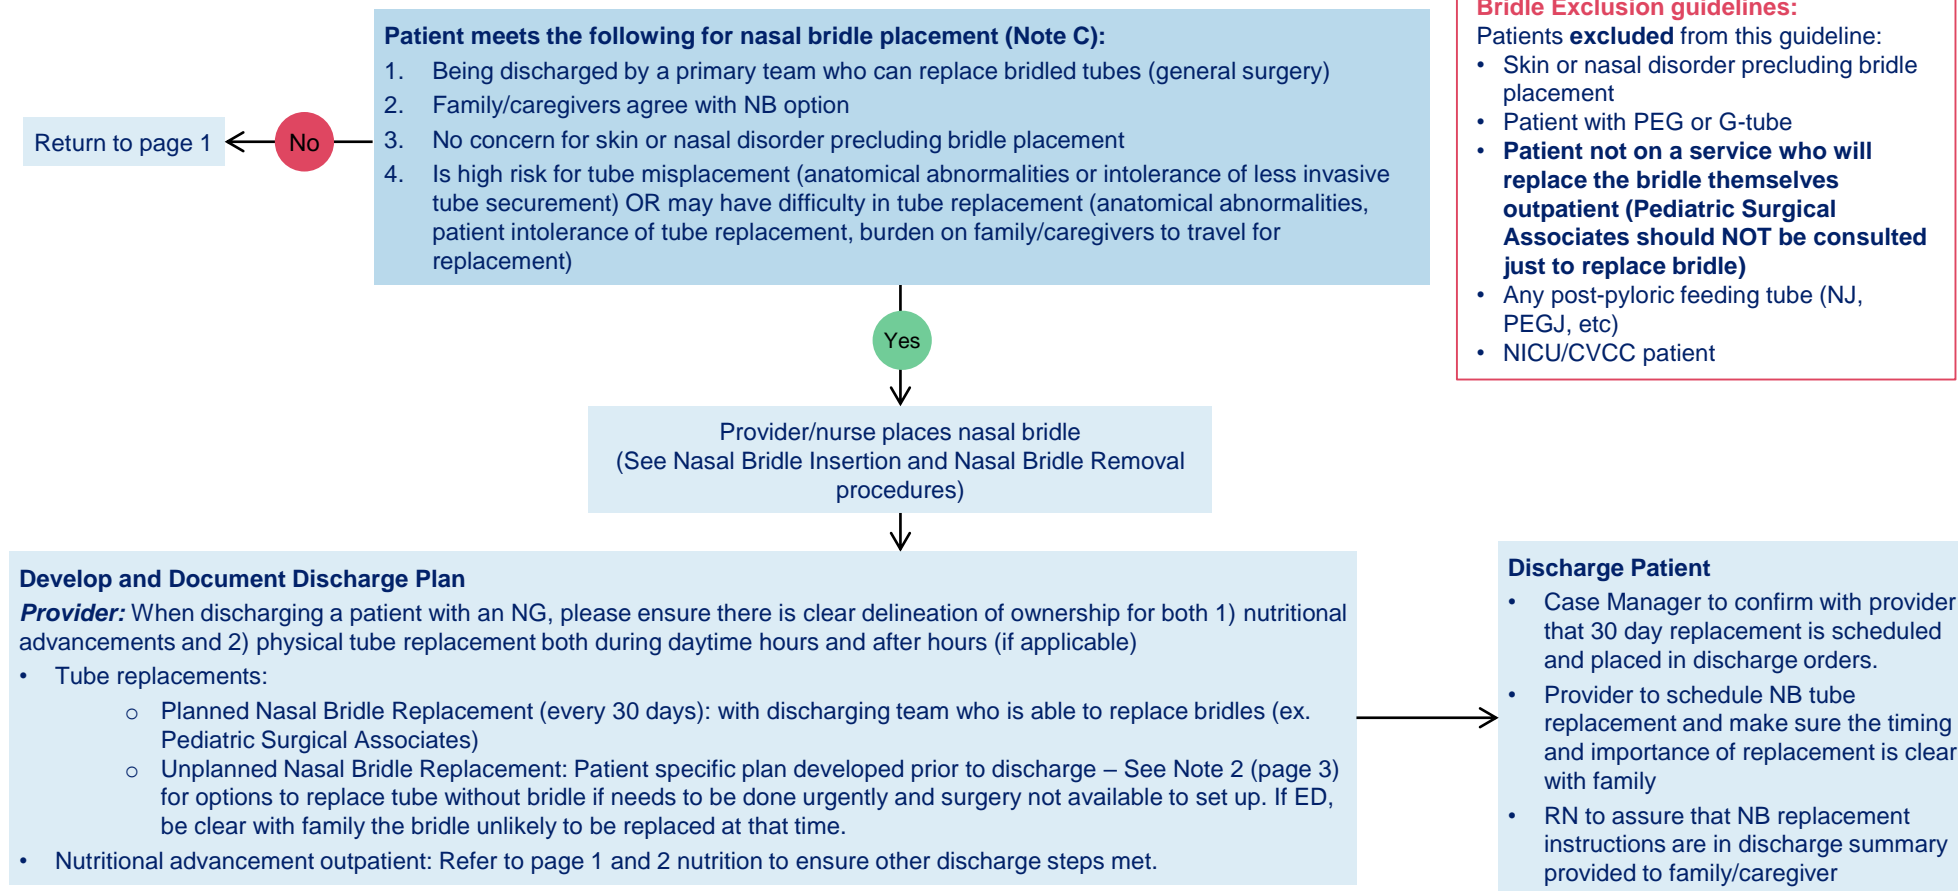 Patient meets the following for nasal bridle placement (Note C):
1. Being discharged by a primary team who can replace bridled tubes (general surgery)
2. Family/caregivers agree with NB option
3. No concern for skin or nasal disorder precluding bridle placement
4. Is high risk for tube misplacement (anatomical abnormalities or intolerance of less invasive
tube securement) OR may have difficulty in tube replacement (anatomical abnormalities,
patient intolerance of tube replacement, burden on family/caregivers to travel for
replacement)
No
Return to page 1
Bridle Exclusion guidelines:
Patients excluded from this guideline:
• Skin or nasal disorder precluding bridle
placement
• Patient with PEG or G-tube
• Patient not on a service who will
replace the bridle themselves
outpatient (Pediatric Surgical
Associates should NOT be consulted
just to replace bridle)
• Any post-pyloric feeding tube (NJ,
PEGJ, etc)
• NICU/CVCC patient
Yes
Provider/nurse places nasal bridle
(See Nasal Bridle Insertion and Nasal Bridle Removal
procedures)
Develop and Document Discharge Plan
Provider: When discharging a patient with an NG, please ensure there is clear delineation of ownership for both 1) nutritional
advancements and 2) physical tube replacement both during daytime hours and after hours (if applicable)
• Tube replacements:
o Planned Nasal Bridle Replacement (every 30 days): with discharging team who is able to replace bridles (ex.
Pediatric Surgical Associates)
o Unplanned Nasal Bridle Replacement: Patient specific plan developed prior to discharge – See Note 2 (page 3)
for options to replace tube without bridle if needs to be done urgently and surgery not available to set up. If ED,
be clear with family the bridle unlikely to be replaced at that time.
• Nutritional advancement outpatient: Refer to page 1 and 2 nutrition to ensure other discharge steps met.
Discharge Patient
• Case Manager to confirm with provider
that 30 day replacement is scheduled
and placed in discharge orders.
• Provider to schedule NB tube
replacement and make sure the timing
and importance of replacement is clear
with family
• RN to assure that NB replacement
instructions are in discharge summary
provided to family/caregiver